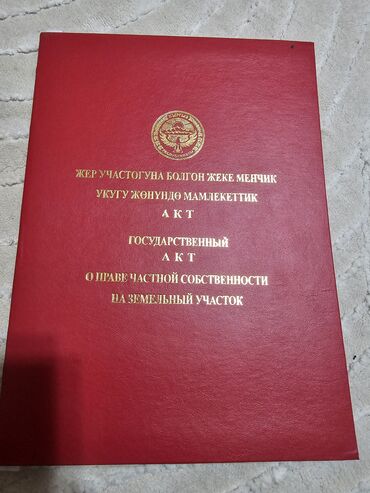 ЖЕР УЧАСТОГУНА БОЛГОН ЖЕКЕ МЕНЧИК
УКУГУ ЖӨНҮНДӨ МАМЛЕКЕТТИК
АКТ
ГОСУДАРСТВЕННЫЙ
АКТ
О ПРАВЕ ЧАСТНОЙ СОБСТВЕННОСТИ
НА ЗЕМЕЛЬНЫЙ УЧАСТОК